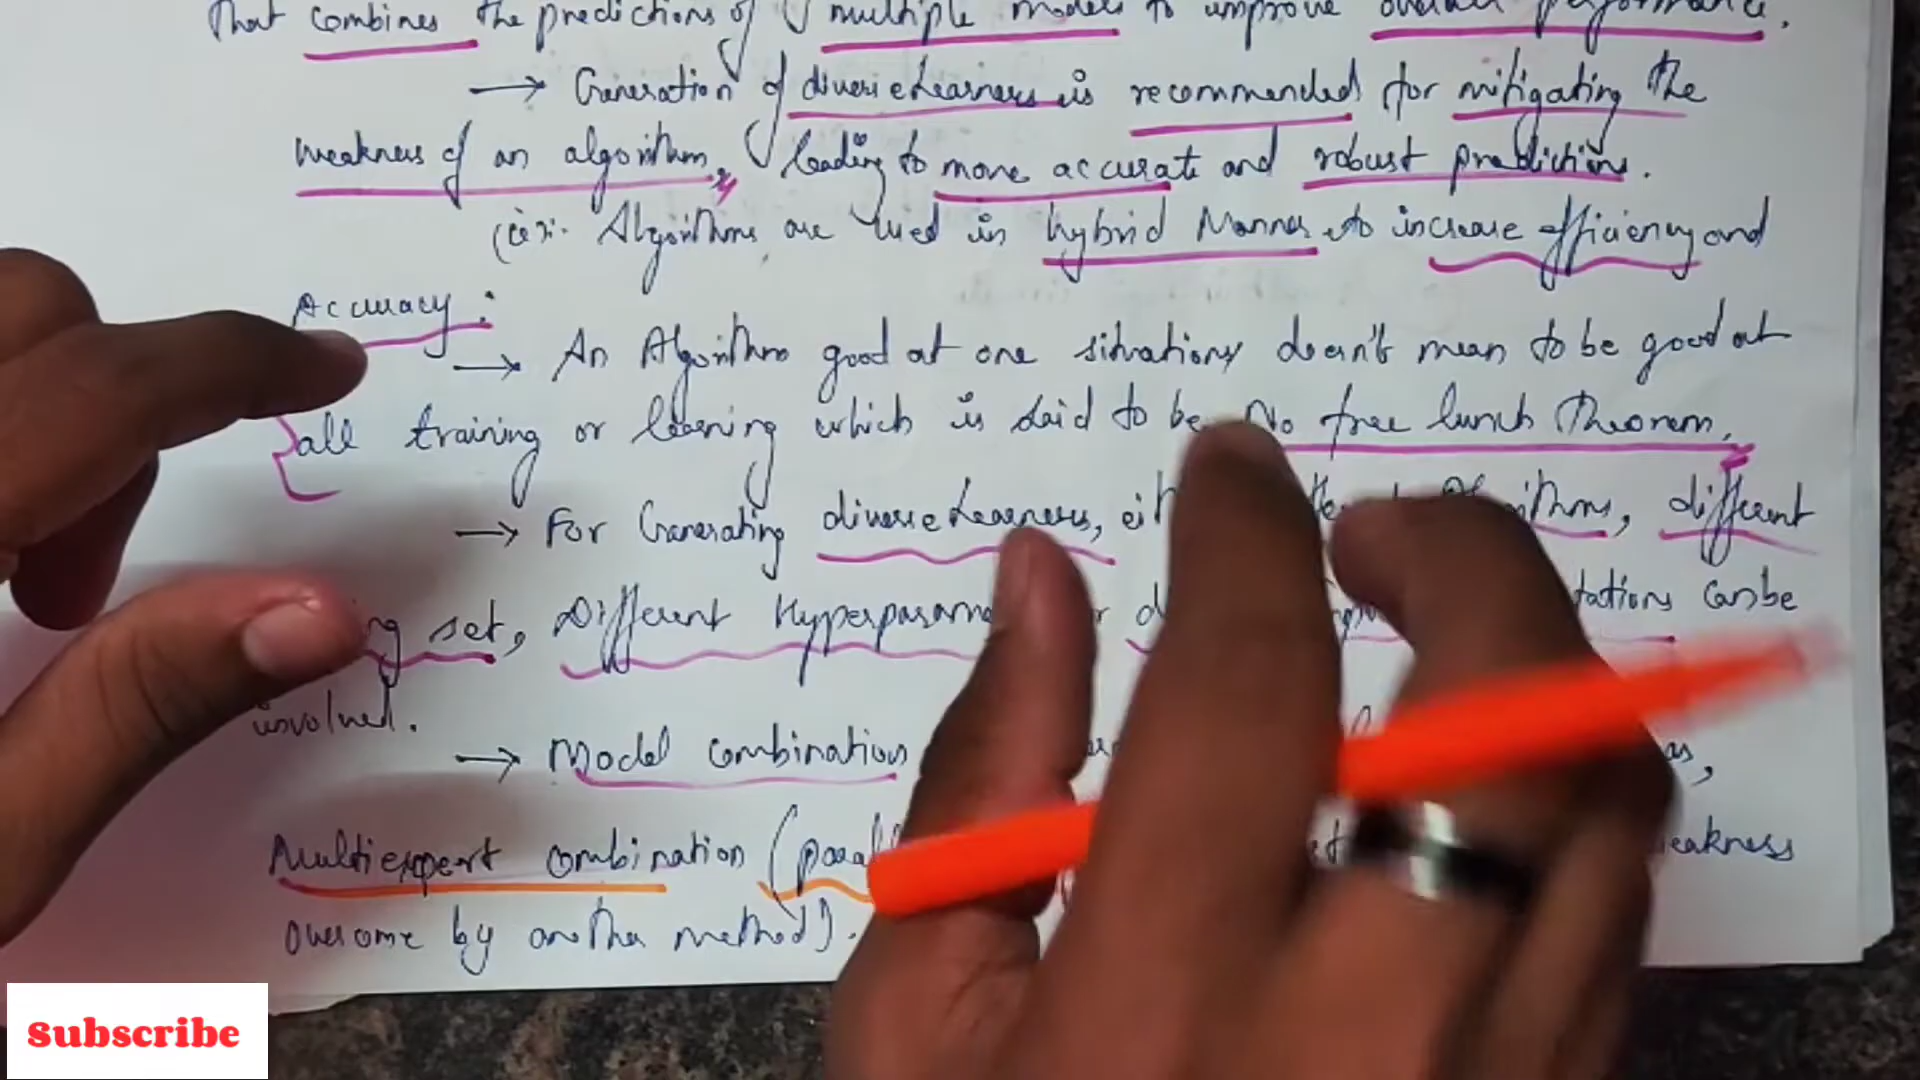 That combines the predictions of multiple models to improve overall performance.
→ Generation of diverse Learners is recommended for mitigating the
weakness of an algorithm, leading to more accurate and robust predictions.
Algorithms are used in hybrid Manner to increase efficiency and
Accuracy:
→ An Algorithm good at one situations doesn't mean to be good at
all training or learning which is said to be No free lunch Theorem.
→ For Generating diverse Learners, different
set, Different can be
involved.
→ Model combination
Multiexpert combination weakness
overcome by another method).
Subscribe